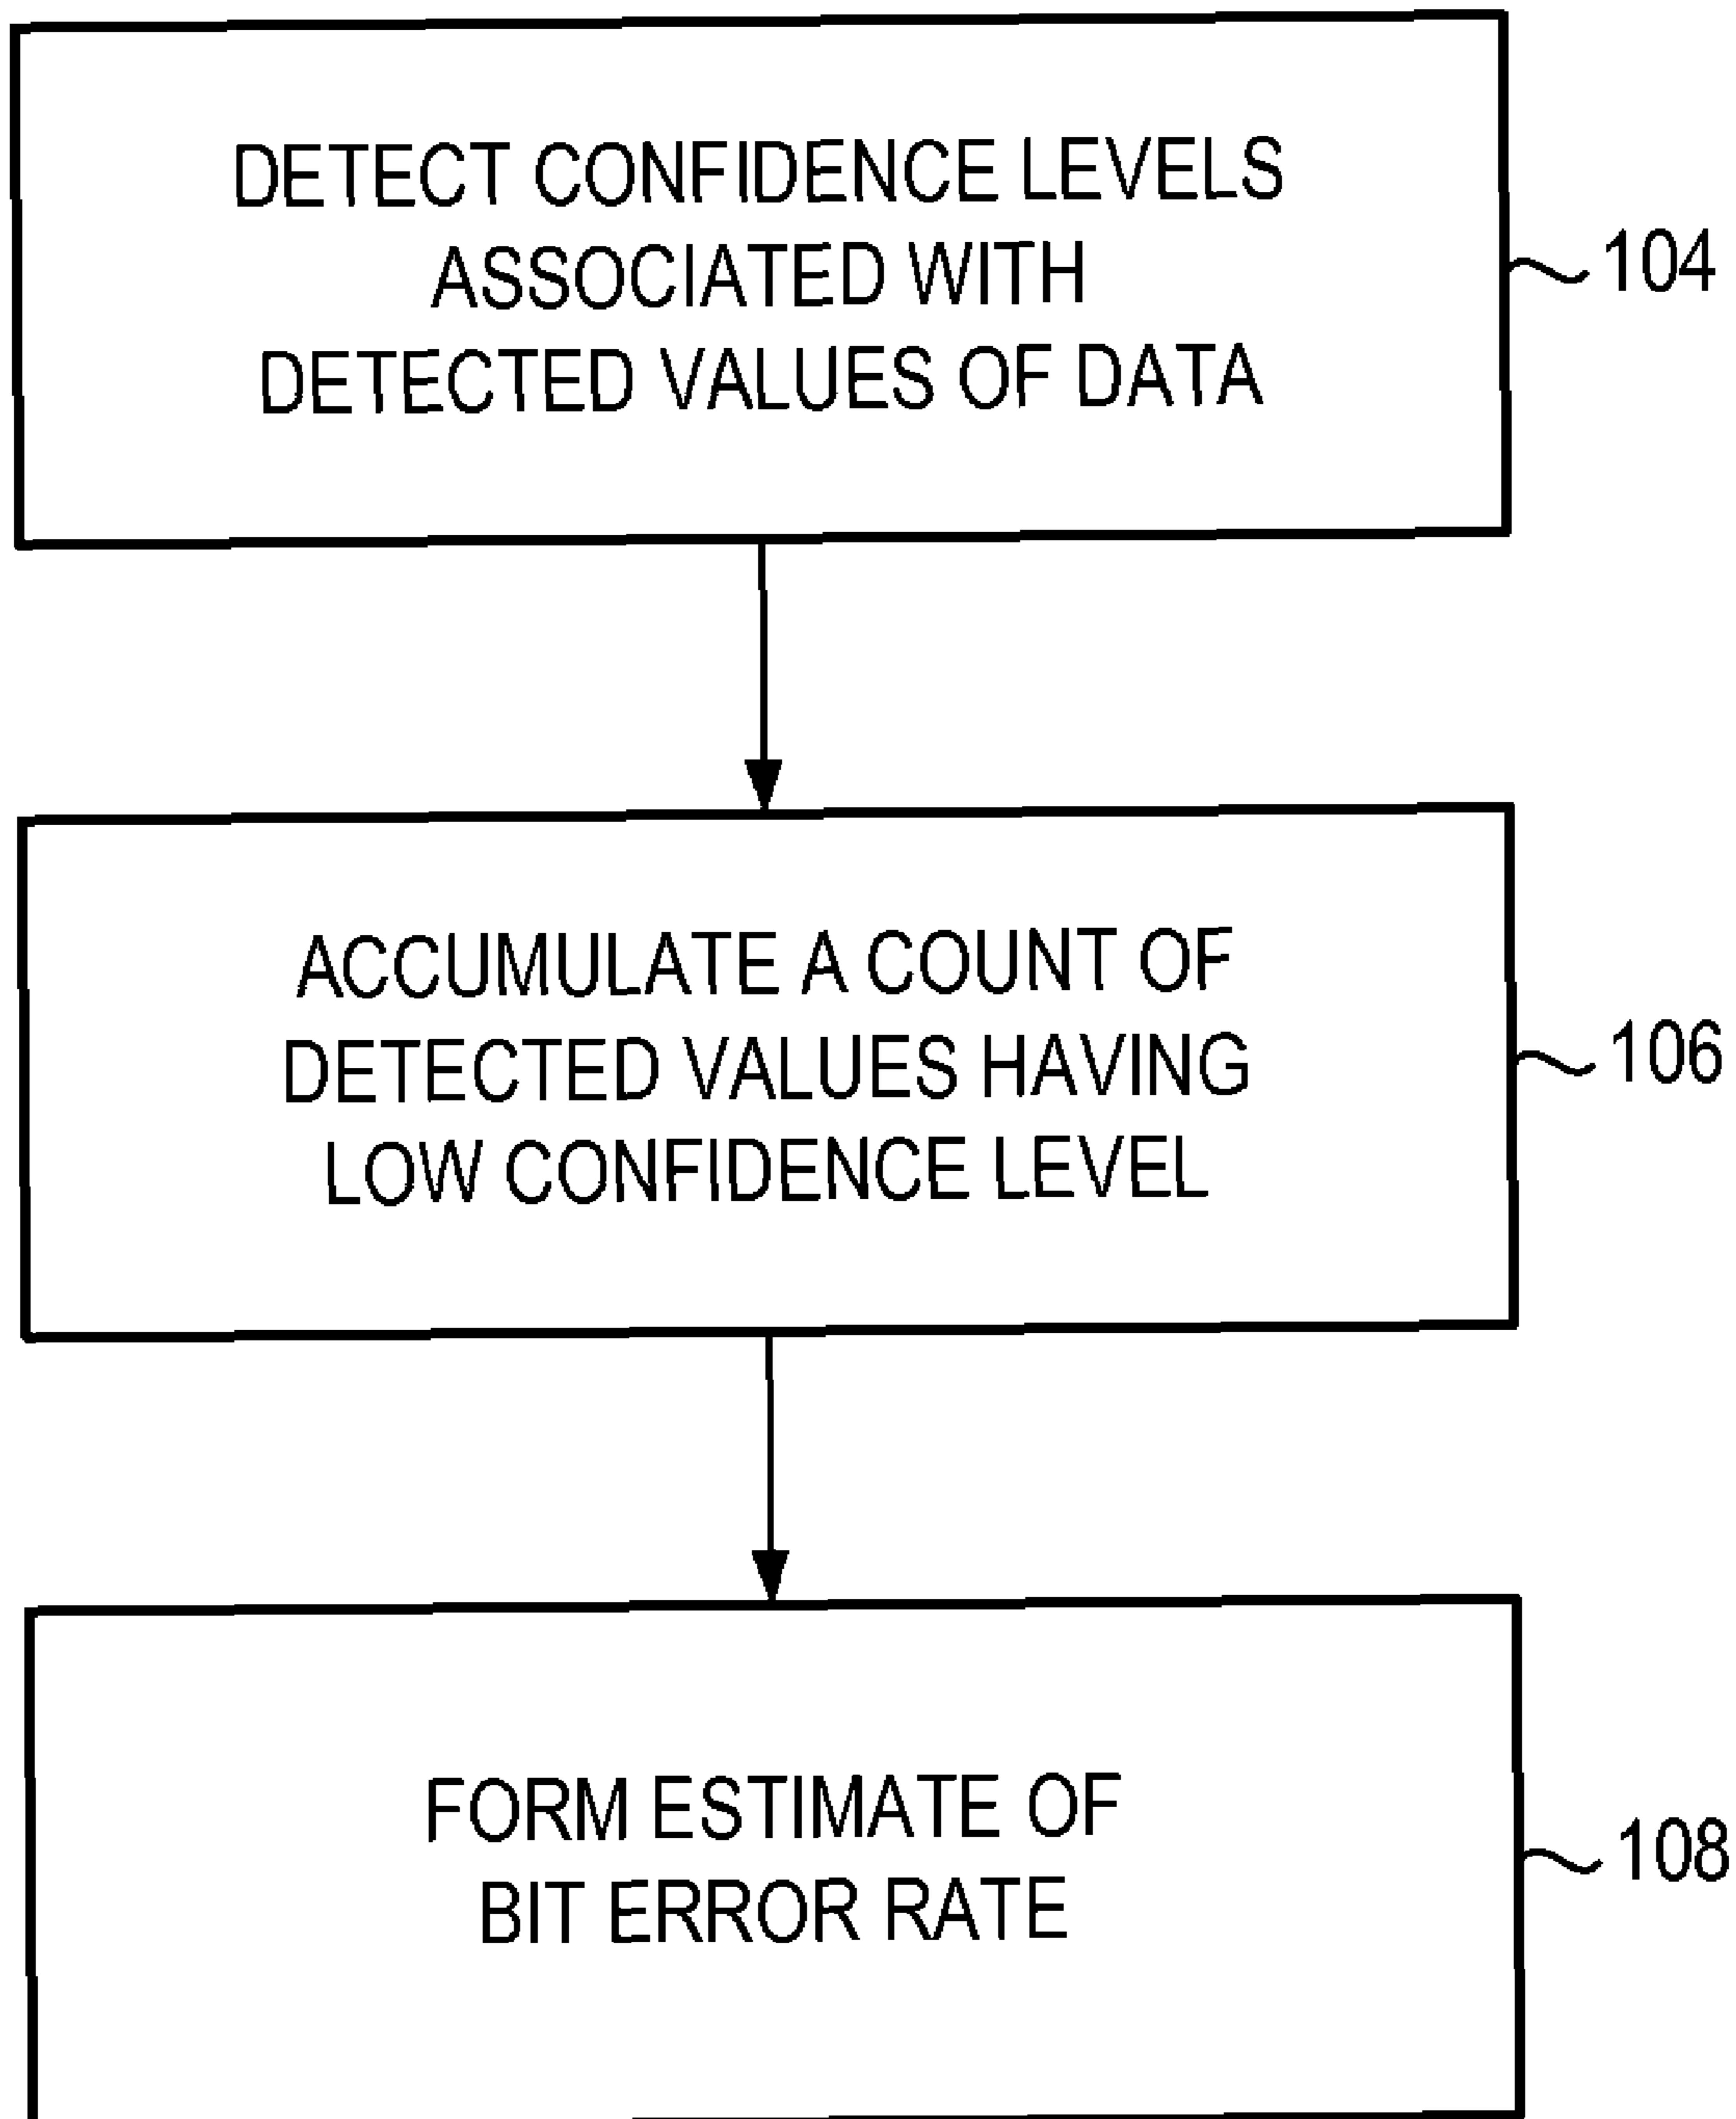 DETECT CONFIDENCE LEVELS
ASSOCIATED WITH
DETECTED VALUES OF DATA
104
ACCUMULATE A COUNT OF
DETECTED VALUES HAVING
LOW CONFIDENCE LEVEL
106
FORM ESTIMATE OF
BIT ERROR RATE
108